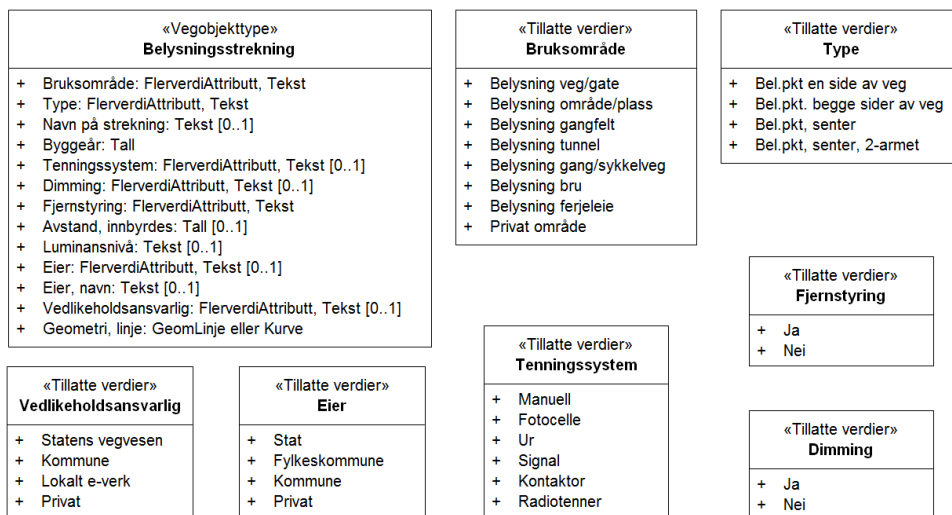 «Vegobjekttype»
Belysningsstrekning
+ Bruksområde: FlerverdiAttributt, Tekst
+ Type: FlerverdiAttributt, Tekst
+ Navn på strekning: Tekst [0..1]
+ Byggeår: Tall
+ Tenningssystem: FlerverdiAttributt, Tekst [0..1]
+ Dimming: FlerverdiAttributt, Tekst [0..1]
+ Fjernstyring: FlerverdiAttributt, Tekst
+ Avstand, innbyrdes: Tall [0..1]
+ Luminansnivå: Tekst [0..1]
+ Eier: FlerverdiAttributt, Tekst [0..1]
+ Eier, navn: Tekst [0..1]
+ Vedlikeholdsansvarlig: FlerverdiAttributt, Tekst [0..1]
+ Geometri, linje: GeomLinje eller Kurve
«Tillatte verdier»
Bruksområde
+ Belysning veg/gate
+ Belysning område/plass
+ Belysning gangfelt
+ Belysning tunnel
+ Belysning gang/sykkelveg
+ Belysning bru
+ Belysning ferjeleie
+ Privat område
«Tillatte verdier»
Type
+ Bel.pkt en side av veg
+ Bel.pkt. begge sider av veg
+ Bel.pkt, senter
+ Bel.pkt, senter, 2-armet
«Tillatte verdier»
Fjernstyring
+ Ja
+ Nei
«Tillatte verdier»
Vedlikeholdsansvarlig
+ Statens vegvesen
+ Kommune
+ Lokalt e-verk
+ Privat
«Tillatte verdier»
Eier
+ Stat
+ Fylkeskommune
+ Kommune
+ Privat
«Tillatte verdier»
Tenningssystem
+ Manuell
+ Fotocelle
+ Ur
+ Signal
+ Kontaktor
+ Radiotenner
«Tillatte verdier»
Dimming
+ Ja
+ Nei